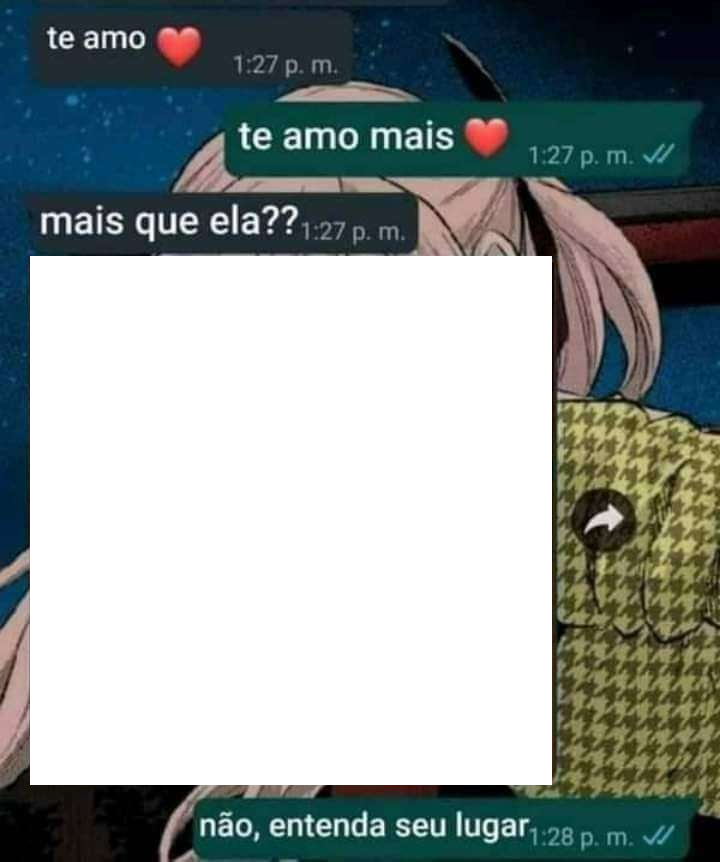 te amo ❤️ 1:27 p. m.
te amo mais ❤️ 1:27 p. m.
mais que ela?? 1:27 p. m.
não, entenda seu lugar 1:28 p. m.